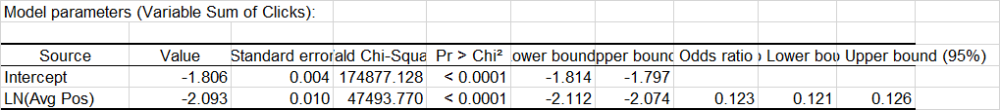 Model parameters (Variable Sum of Clicks):
Source Value Standard error ald Chi-Squa Pr > Chi² ower bound pper bound Odds ratio Lower bou Upper bound (95%)
Intercept -1.806 0.004 174877.128 < 0.0001 -1.814 -1.797
LN(Avg Pos) -2.093 0.010 47493.770 < 0.0001 -2.112 -2.074 0.123 0.121 0.126